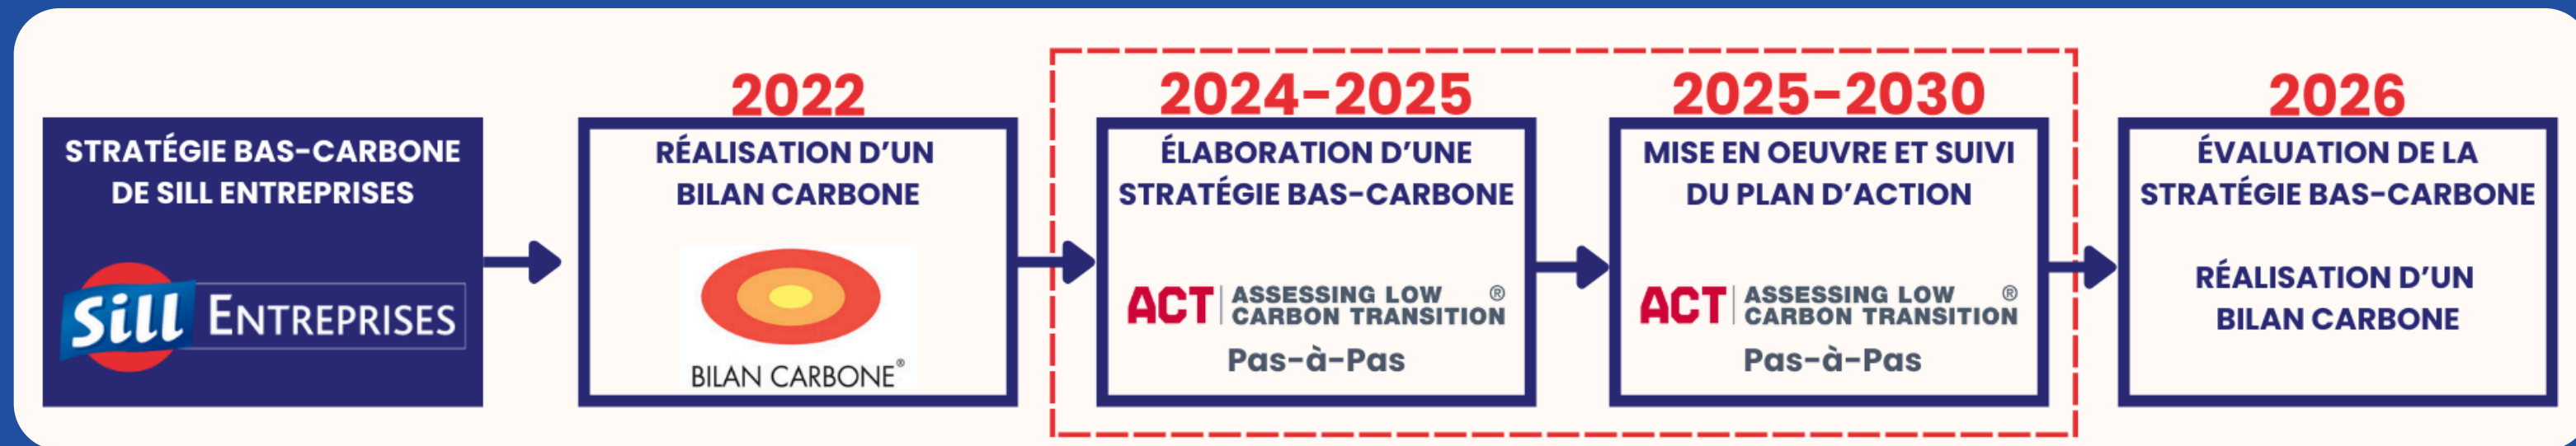 STRATÉGIE BAS-CARBONE
DE SILL ENTREPRISES
Sill ENTREPRISES
2022
RÉALISATION D'UN
BILAN CARBONE
BILAN CARBONE®
2024-2025
ÉLABORATION D'UNE
STRATÉGIE BAS-CARBONE
ACT ASSESSING LOW ®
CARBON TRANSITION
Pas-à-Pas
2025-2030
MISE EN OEUVRE ET SUIVI
DU PLAN D'ACTION
ACT ASSESSING LOW ®
CARBON TRANSITION
Pas-à-Pas
2026
ÉVALUATION DE LA
STRATÉGIE BAS-CARBONE
RÉALISATION D'UN
BILAN CARBONE